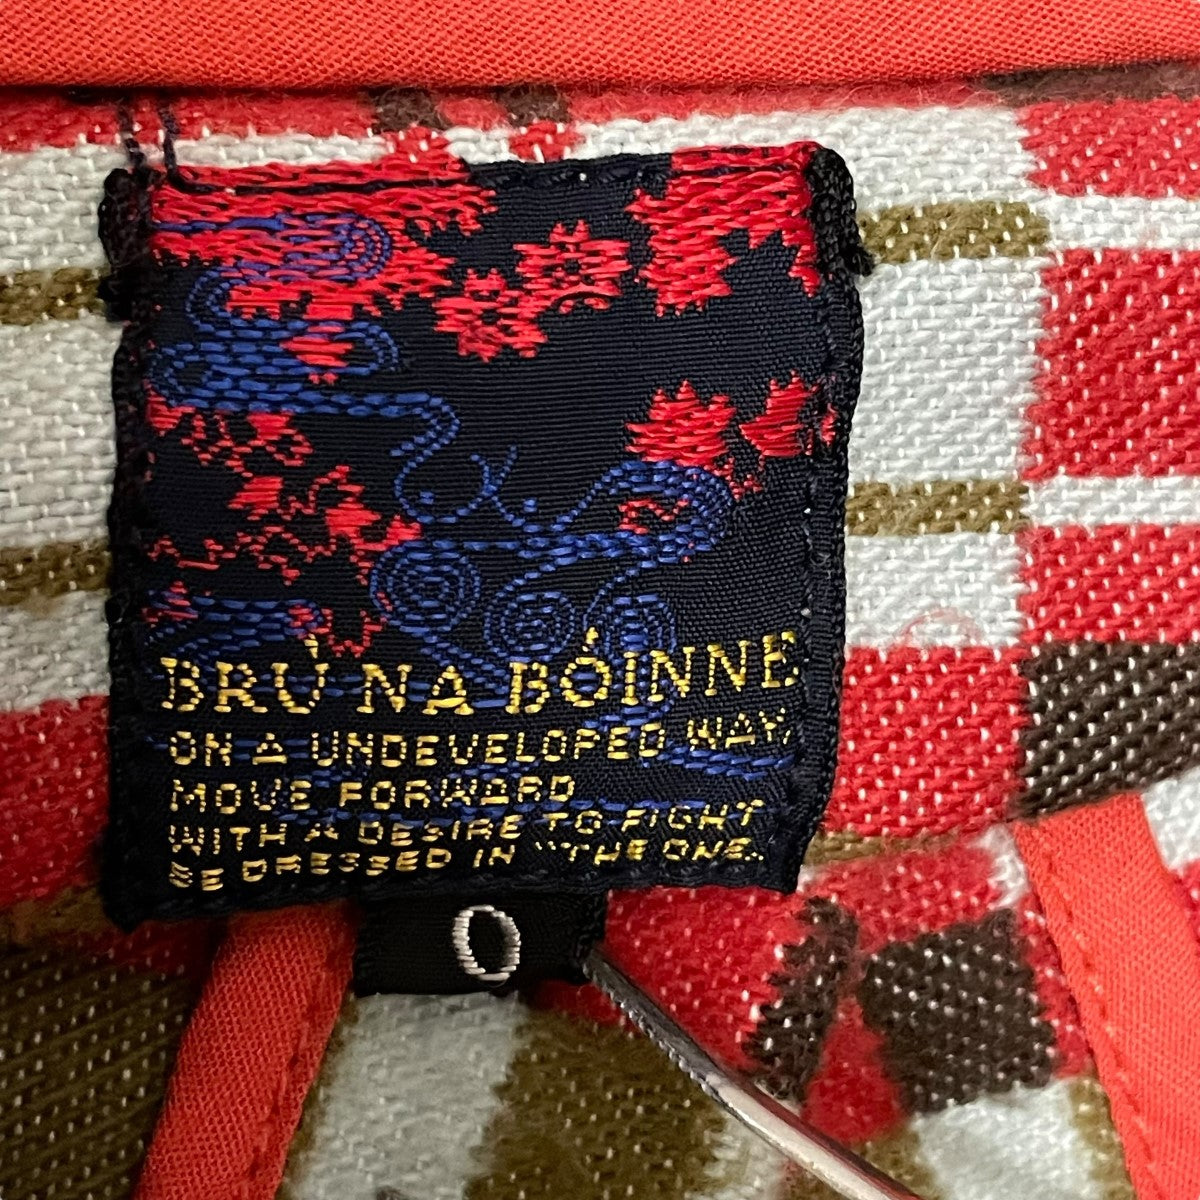 BRÚ NA BÓINNE
ON A UNDEVELOPED WAY,
MOVE FORWARD
WITH A DESIRE TO FIGHT
BE DRESSED IN "THE ONE„
0